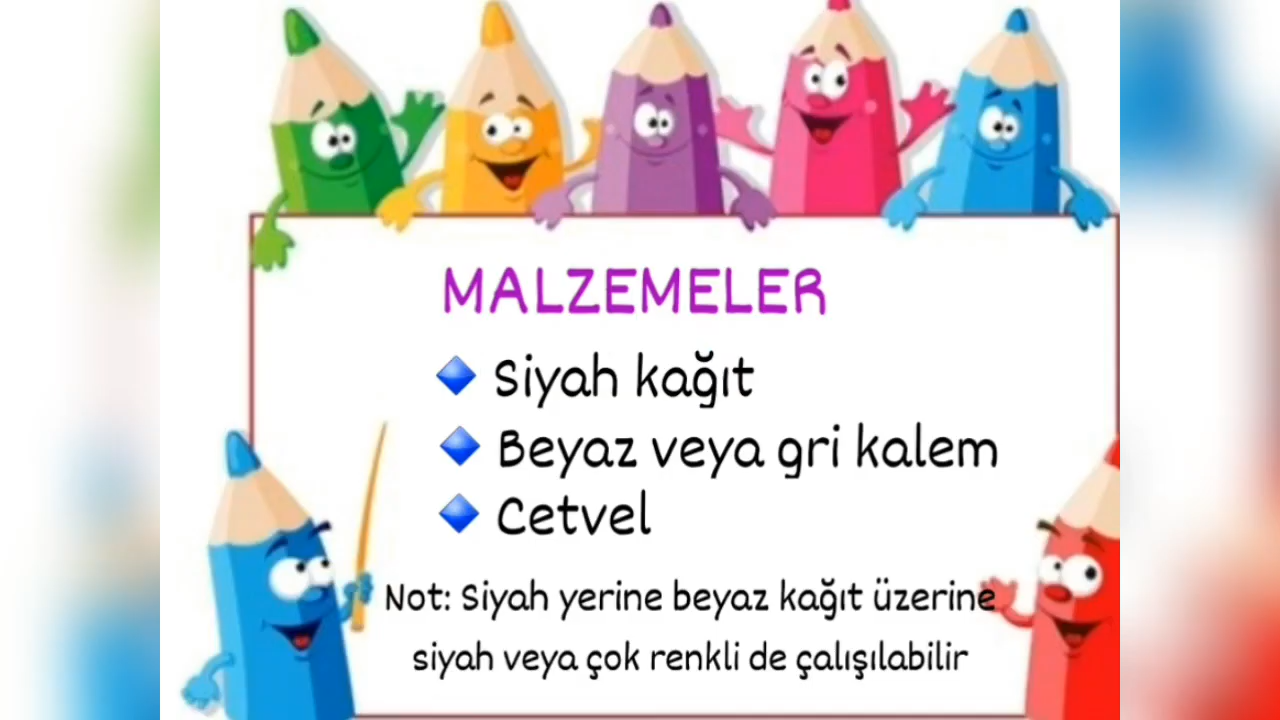 MALZEMELER
Siyah kağıt
Beyaz veya gri kalem
Cetvel
Not: Siyah yerine beyaz kağıt üzerine
siyah veya çok renkli de çalışılabilir